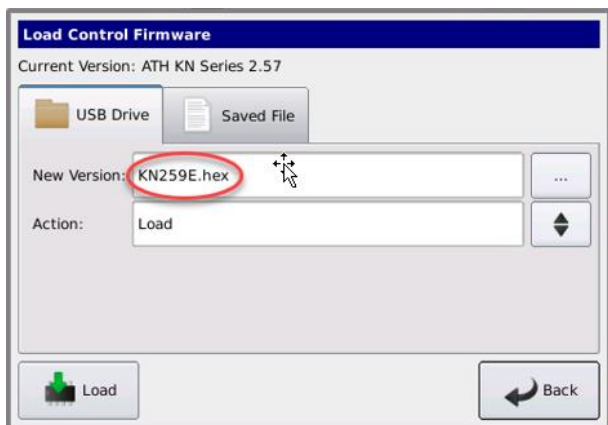 Load Control Firmware
Current Version: ATH KN Series 2.57
USB Drive
Saved File
New Version: KN259E.hex ...
Action: Load
Load
Back